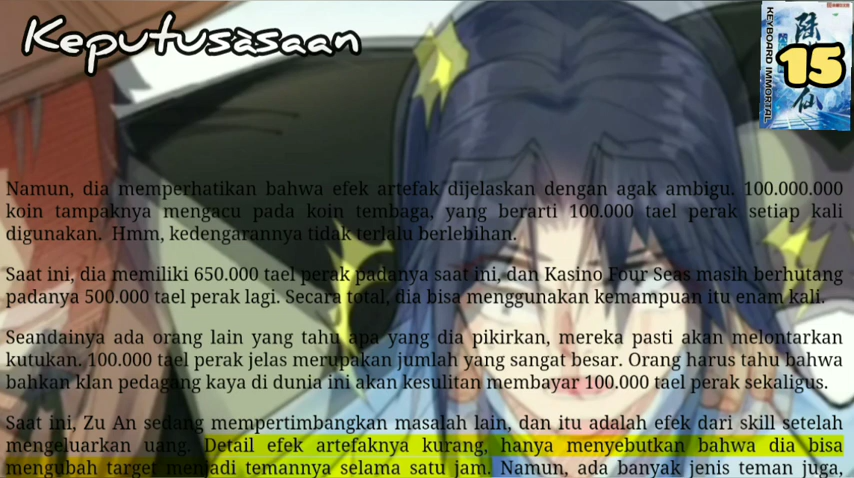 Keputusasaan
KEYBOARD IMMORTAL
15
Namun, dia memperhatikan bahwa efek artefak dijelaskan dengan agak ambigu. 100.000.000
koin tampaknya mengacu pada koin tembaga, yang berarti 100.000 tael perak setiap kali
digunakan. Hmm, kedengarannya tidak terlalu berlebihan.
Saat ini, dia memiliki 650.000 tael perak padanya saat ini, dan Kasino Four Seas masih berhutang
padanya 500.000 tael perak lagi. Secara total, dia bisa menggunakan kemampuan itu enam kali.
Seandainya ada orang lain yang tahu apa yang dia pikirkan, mereka pasti akan melontarkan
kutukan. 100.000 tael perak jelas merupakan jumlah yang sangat besar. Orang harus tahu bahwa
bahkan klan pedagang kaya di dunia ini akan kesulitan membayar 100.000 tael perak sekaligus.
Saat ini, Zu An sedang mempertimbangkan masalah lain, dan itu adalah efek dari skill setelah
mengeluarkan uang. Detail efek artefaknya kurang, hanya menyebutkan bahwa dia bisa
mengubah target menjadi temannya selama satu jam. Namun, ada banyak jenis teman juga,